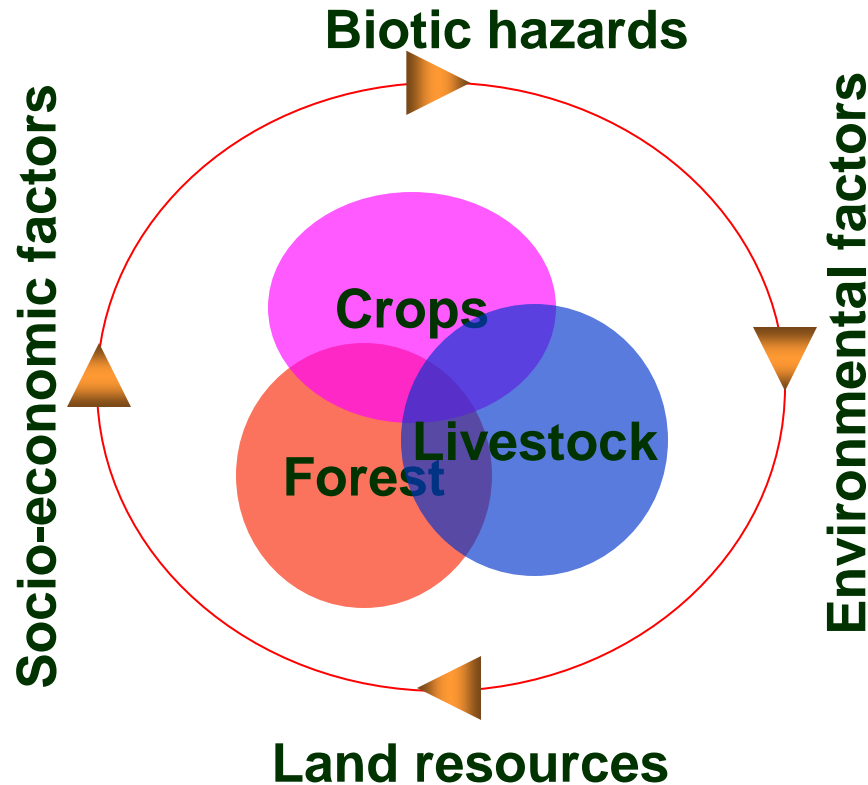 Biotic hazards
Socio-economic factors
Environmental factors
Crops
Livestock
Forest
Land resources